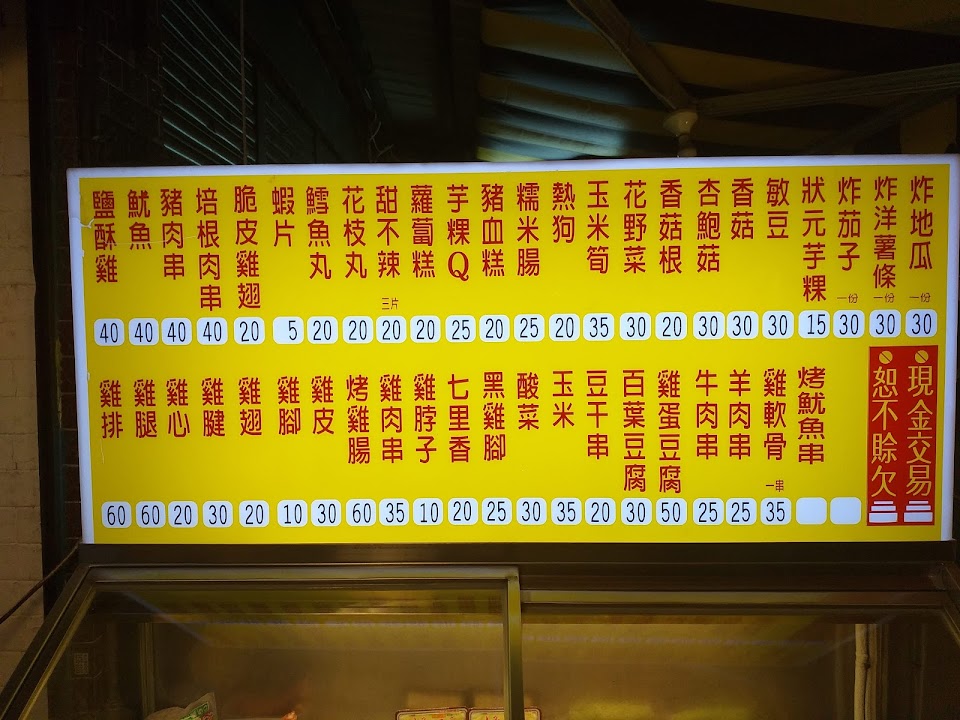 鹽酥雞 40
魷魚 40
豬肉串 40
培根肉串 40
脆皮雞翅 20
蝦片 5
鱈魚丸 20
花枝丸 20
甜不辣 三片 20
蘿蔔糕 20
芋粿Q 25
豬血糕 20
糯米腸 25
熱狗 20
玉米筍 35
花野菜 30
香菇根 20
杏鮑菇 30
香菇 30
敏豆 30
狀元芋粿 15
炸茄子 一份 30
炸洋薯條 一份 30
炸地瓜 一份 30
雞排 60
雞腿 60
雞心 20
雞腱 30
雞翅 20
雞腳 10
雞皮 30
烤雞腸 60
雞肉串 35
雞脖子 10
七里香 20
黑雞腳 25
酸菜 30
玉米 35
豆干串 20
百葉豆腐 30
雞蛋豆腐 50
牛肉串 25
羊肉串 25
雞軟骨 一串 35
烤魷魚串
現金交易
恕不賒欠